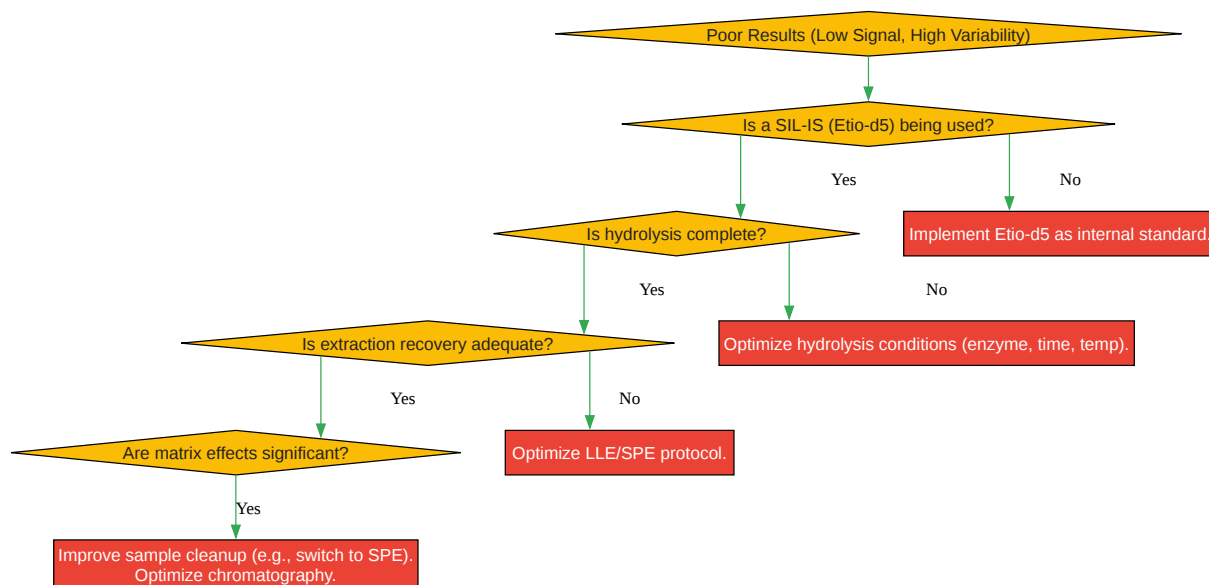 Poor Results (Low Signal, High Variability)
Is a SIL-IS (Etio-d5) being used?
Yes
No
Is hydrolysis complete?
Implement Etio-d5 as internal standard.
Yes
No
Is extraction recovery adequate?
Optimize hydrolysis conditions (enzyme, time, temp).
Yes
No
Are matrix effects significant?
Optimize LLE/SPE protocol.
Yes
Improve sample cleanup (e.g., switch to SPE).
Optimize chromatography.